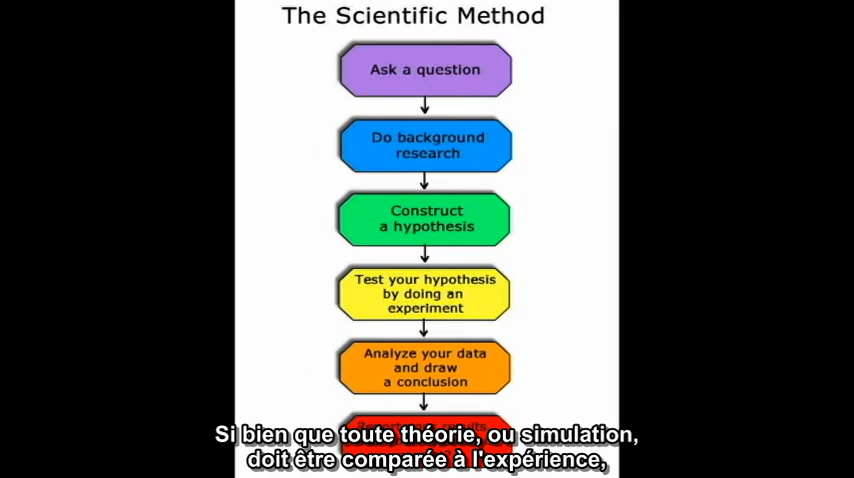 The Scientific Method
Ask a question
Do background
research
Construct
a hypothesis
Test your hypothesis
by doing an
experiment
Analyze your data
and draw
a conclusion
Si bien que toute théorie, ou simulation,
doit être comparée à l'expérience,